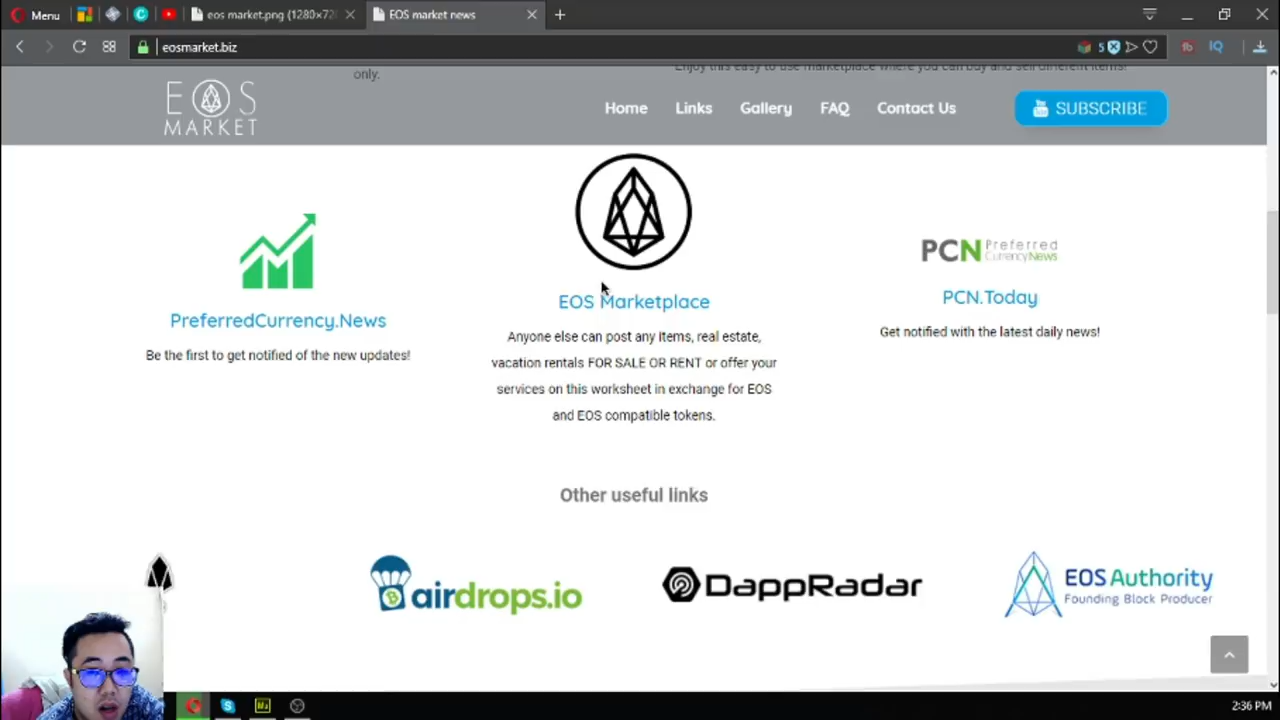 Menu
eos market.png (1280×72
EOS market news
eosmarket.biz
5
IQ
only.
Enjoy this easy to use marketplace where you can buy and sell different items!
EOS
MARKET
Home
Links
Gallery
FAQ
Contact Us
SUBSCRIBE
PreferredCurrency.News
Be the first to get notified of the new updates!
EOS Marketplace
Anyone else can post any items, real estate,
vacation rentals FOR SALE OR RENT or offer your
services on this worksheet in exchange for EOS
and EOS compatible tokens.
PCN Preferred
CurrencyNews
PCN.Today
Get notified with the latest daily news!
Other useful links
airdrops.io
DappRadar
EOS Authority
Founding Block Producer
2:36 PM